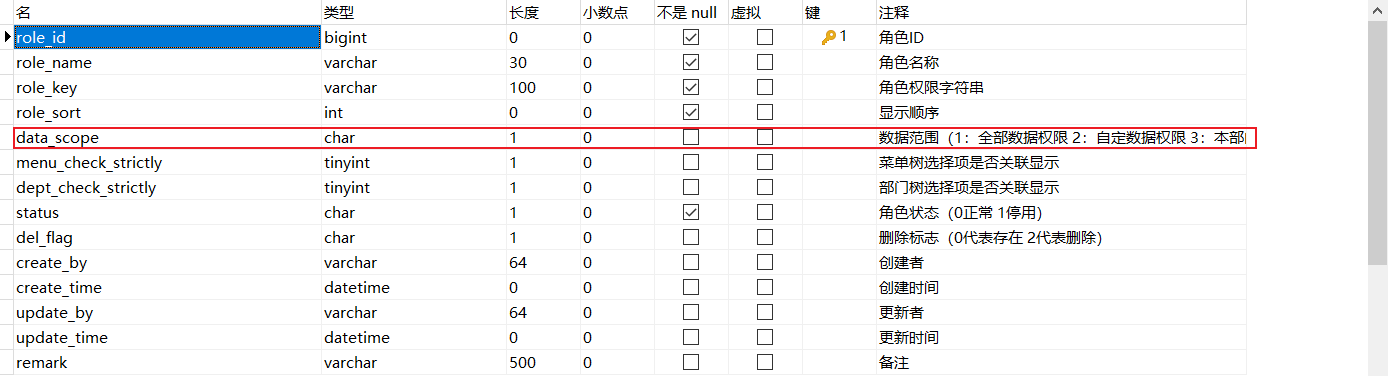 名 类型 长度 小数点 不是 null 虚拟 键 注释
role_id bigint 0 0 1 角色ID
role_name varchar 30 0 角色名称
role_key varchar 100 0 角色权限字符串
role_sort int 0 0 显示顺序
data_scope char 1 0 数据范围（1：全部数据权限 2：自定数据权限 3：本部
menu_check_strictly tinyint 1 0 菜单树选择项是否关联显示
dept_check_strictly tinyint 1 0 部门树选择项是否关联显示
status char 1 0 角色状态（0正常 1停用）
del_flag char 1 0 删除标志（0代表存在 2代表删除）
create_by varchar 64 0 创建者
create_time datetime 0 0 创建时间
update_by varchar 64 0 更新者
update_time datetime 0 0 更新时间
remark varchar 500 0 备注